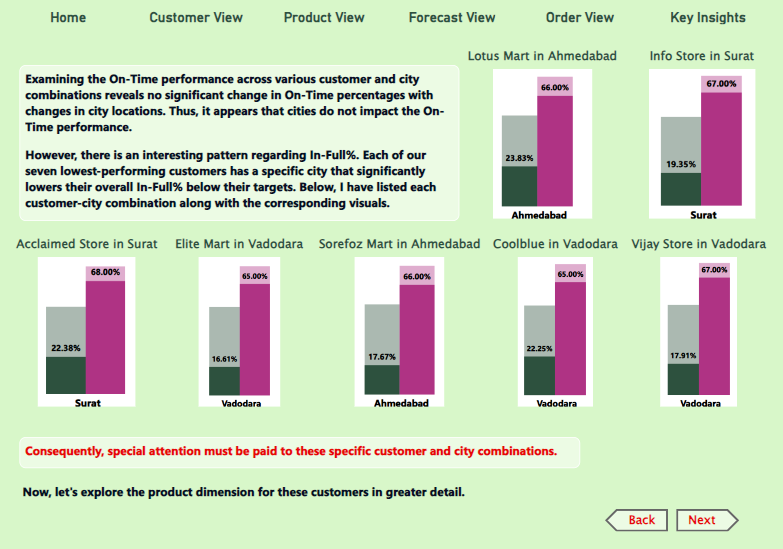 Home Customer View Product View Forecast View Order View Key Insights
Examining the On-Time performance across various customer and city
combinations reveals no significant change in On-Time percentages with
changes in city locations. Thus, it appears that cities do not impact the On-
Time performance.
However, there is an interesting pattern regarding In-Full%. Each of our
seven lowest-performing customers has a specific city that significantly
lowers their overall In-Full% below their targets. Below, I have listed each
customer-city combination along with the corresponding visuals.
Lotus Mart in Ahmedabad
66.00%
23.83%
Ahmedabad
Info Store in Surat
67.00%
19.35%
Surat
Acclaimed Store in Surat
68.00%
22.38%
Surat
Elite Mart in Vadodara
65.00%
16.61%
Vadodara
Sorefoz Mart in Ahmedabad
66.00%
17.67%
Ahmedabad
Coolblue in Vadodara
65.00%
22.25%
Vadodara
Vijay Store in Vadodara
67.00%
17.91%
Vadodara
Consequently, special attention must be paid to these specific customer and city combinations.
Now, let's explore the product dimension for these customers in greater detail.
Back Next